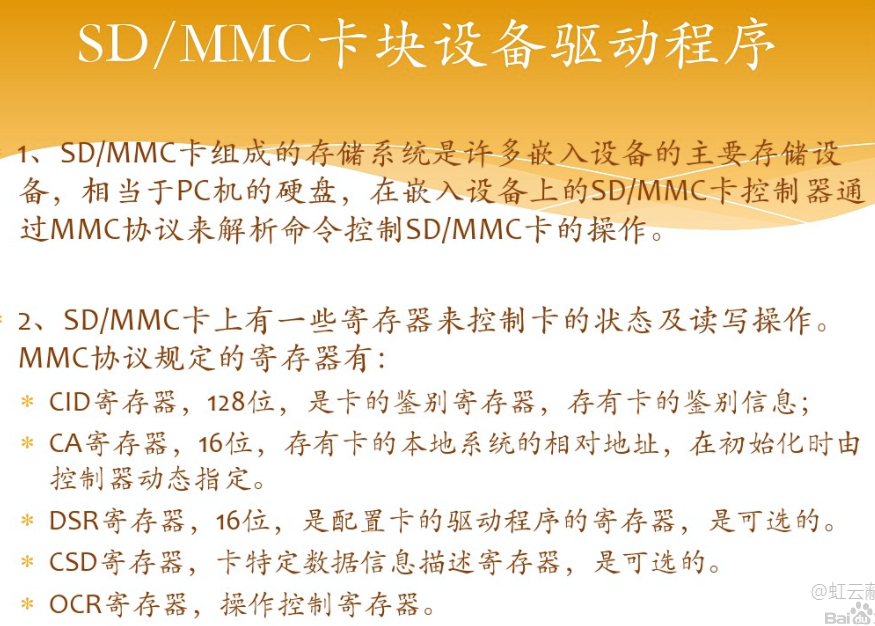 SD/MMC卡块设备驱动程序
1、SD/MMC卡组成的存储系统是许多嵌入设备的主要存储设
备，相当于PC机的硬盘，在嵌入设备上的SD/MMC卡控制器通
过MMC协议来解析命令控制SD/MMC卡的操作。
2、SD/MMC卡上有一些寄存器来控制卡的状态及读写操作。
MMC协议规定的寄存器有：
* CID寄存器，128位，是卡的鉴别寄存器，存有卡的鉴别信息；
* CA寄存器，16位，存有卡的本地系统的相对地址，在初始化时由
控制器动态指定。
* DSR寄存器，16位，是配置卡的驱动程序的寄存器，是可选的。
* CSD寄存器，卡特定数据信息描述寄存器，是可选的。
* OCR寄存器，操作控制寄存器。
@虹云
Bai du